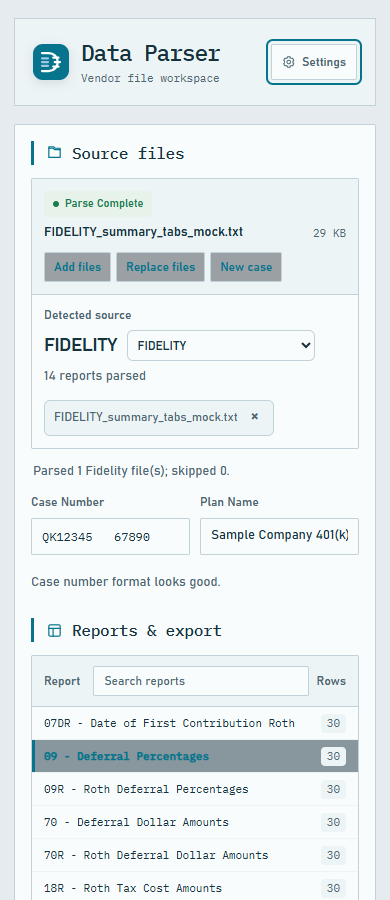 Data Parser
Vendor file workspace
Settings
Source files
Parse Complete
FIDELITY_summary_tabs_mock.txt 29 KB
Add files Replace files New case
Detected source
FIDELITY FIDELITY
14 reports parsed
FIDELITY_summary_tabs_mock.txt ×
Parsed 1 Fidelity file(s); skipped 0.
Case Number Plan Name
QK12345 67890 Sample Company 401(k)
Case number format looks good.
Reports & export
Report Search reports Rows
07DR - Date of First Contribution Roth 30
09 - Deferral Percentages 30
09R - Roth Deferral Percentages 30
70 - Deferral Dollar Amounts 30
70R - Roth Deferral Dollar Amounts 30
18R - Roth Tax Cost Amounts 30